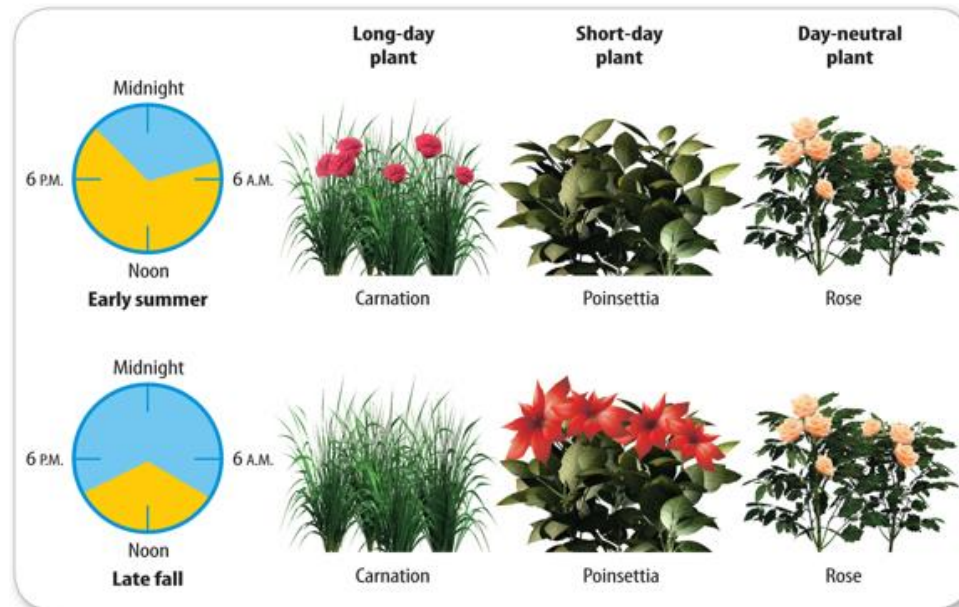 Long-day
plant
Short-day
plant
Day-neutral
plant
Midnight
6 P.M.
6 A.M.
Noon
Early summer
Carnation
Poinsettia
Rose
Midnight
6 P.M.
6 A.M.
Noon
Late fall
Carnation
Poinsettia
Rose